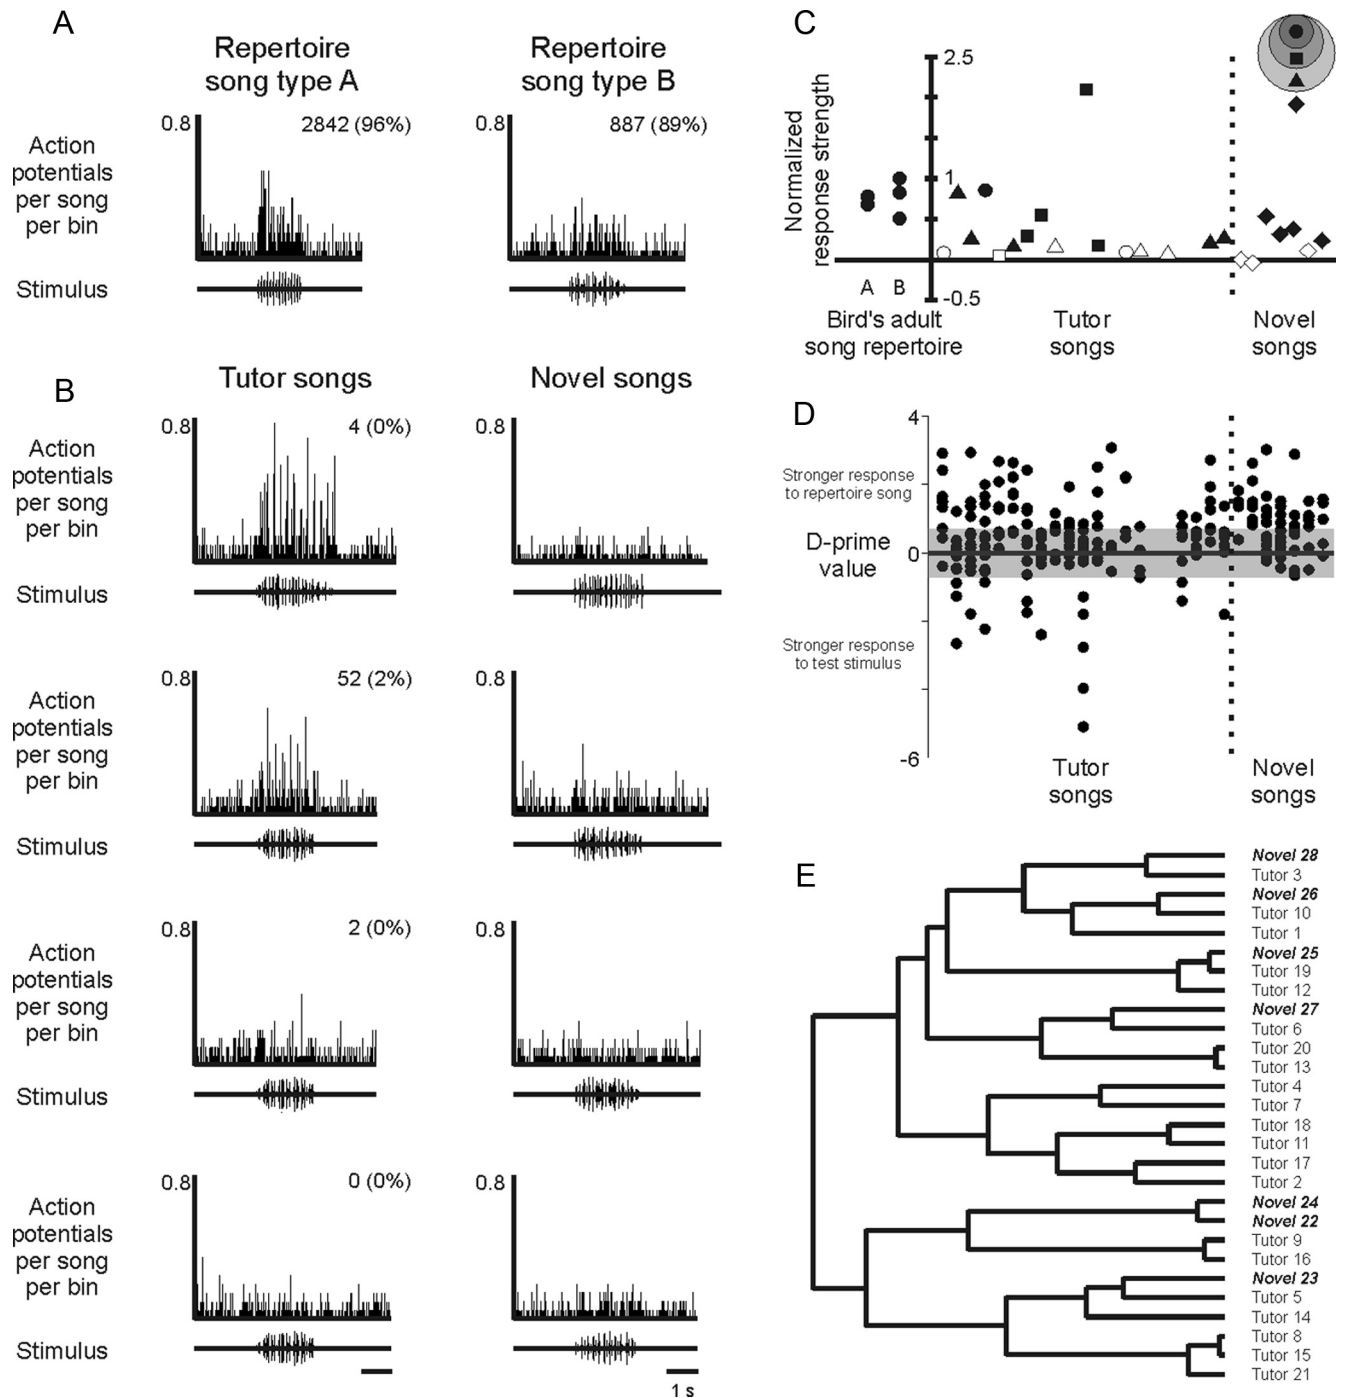 A
Repertoire
song type A
Repertoire
song type B
Action
potentials
per song
per bin
0.8
2842 (96%)
0.8
887 (89%)
Stimulus
B
Tutor songs
Novel songs
Action
potentials
per song
per bin
0.8
4 (0%)
0.8
Stimulus
Action
potentials
per song
per bin
0.8
52 (2%)
0.8
Stimulus
Action
potentials
per song
per bin
0.8
2 (0%)
0.8
Stimulus
Action
potentials
per song
per bin
0.8
0 (0%)
0.8
Stimulus
1 s
C
Normalized
response strength
2.5
1
-0.5
A
B
Bird's adult
song repertoire
Tutor
songs
Novel
songs
D
4
Stronger response
to repertoire song
D-prime
value
0
Stronger response
to test stimulus
-6
Tutor
songs
Novel
songs
E
Novel 28
Tutor 3
Novel 26
Tutor 10
Tutor 1
Novel 25
Tutor 19
Tutor 12
Novel 27
Tutor 6
Tutor 20
Tutor 13
Tutor 4
Tutor 7
Tutor 18
Tutor 11
Tutor 17
Tutor 2
Novel 24
Novel 22
Tutor 9
Tutor 16
Novel 23
Tutor 5
Tutor 14
Tutor 8
Tutor 15
Tutor 21